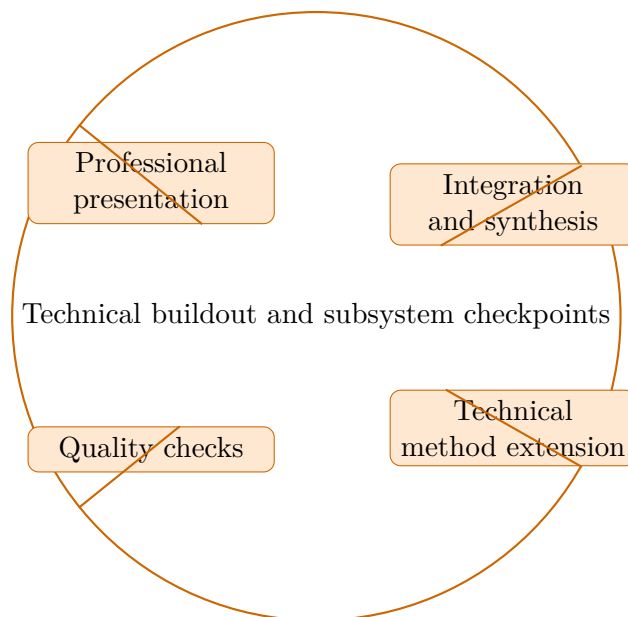 Professional
presentation
Integration
and synthesis
Technical buildout and subsystem checkpoints
Quality checks
Technical
method extension